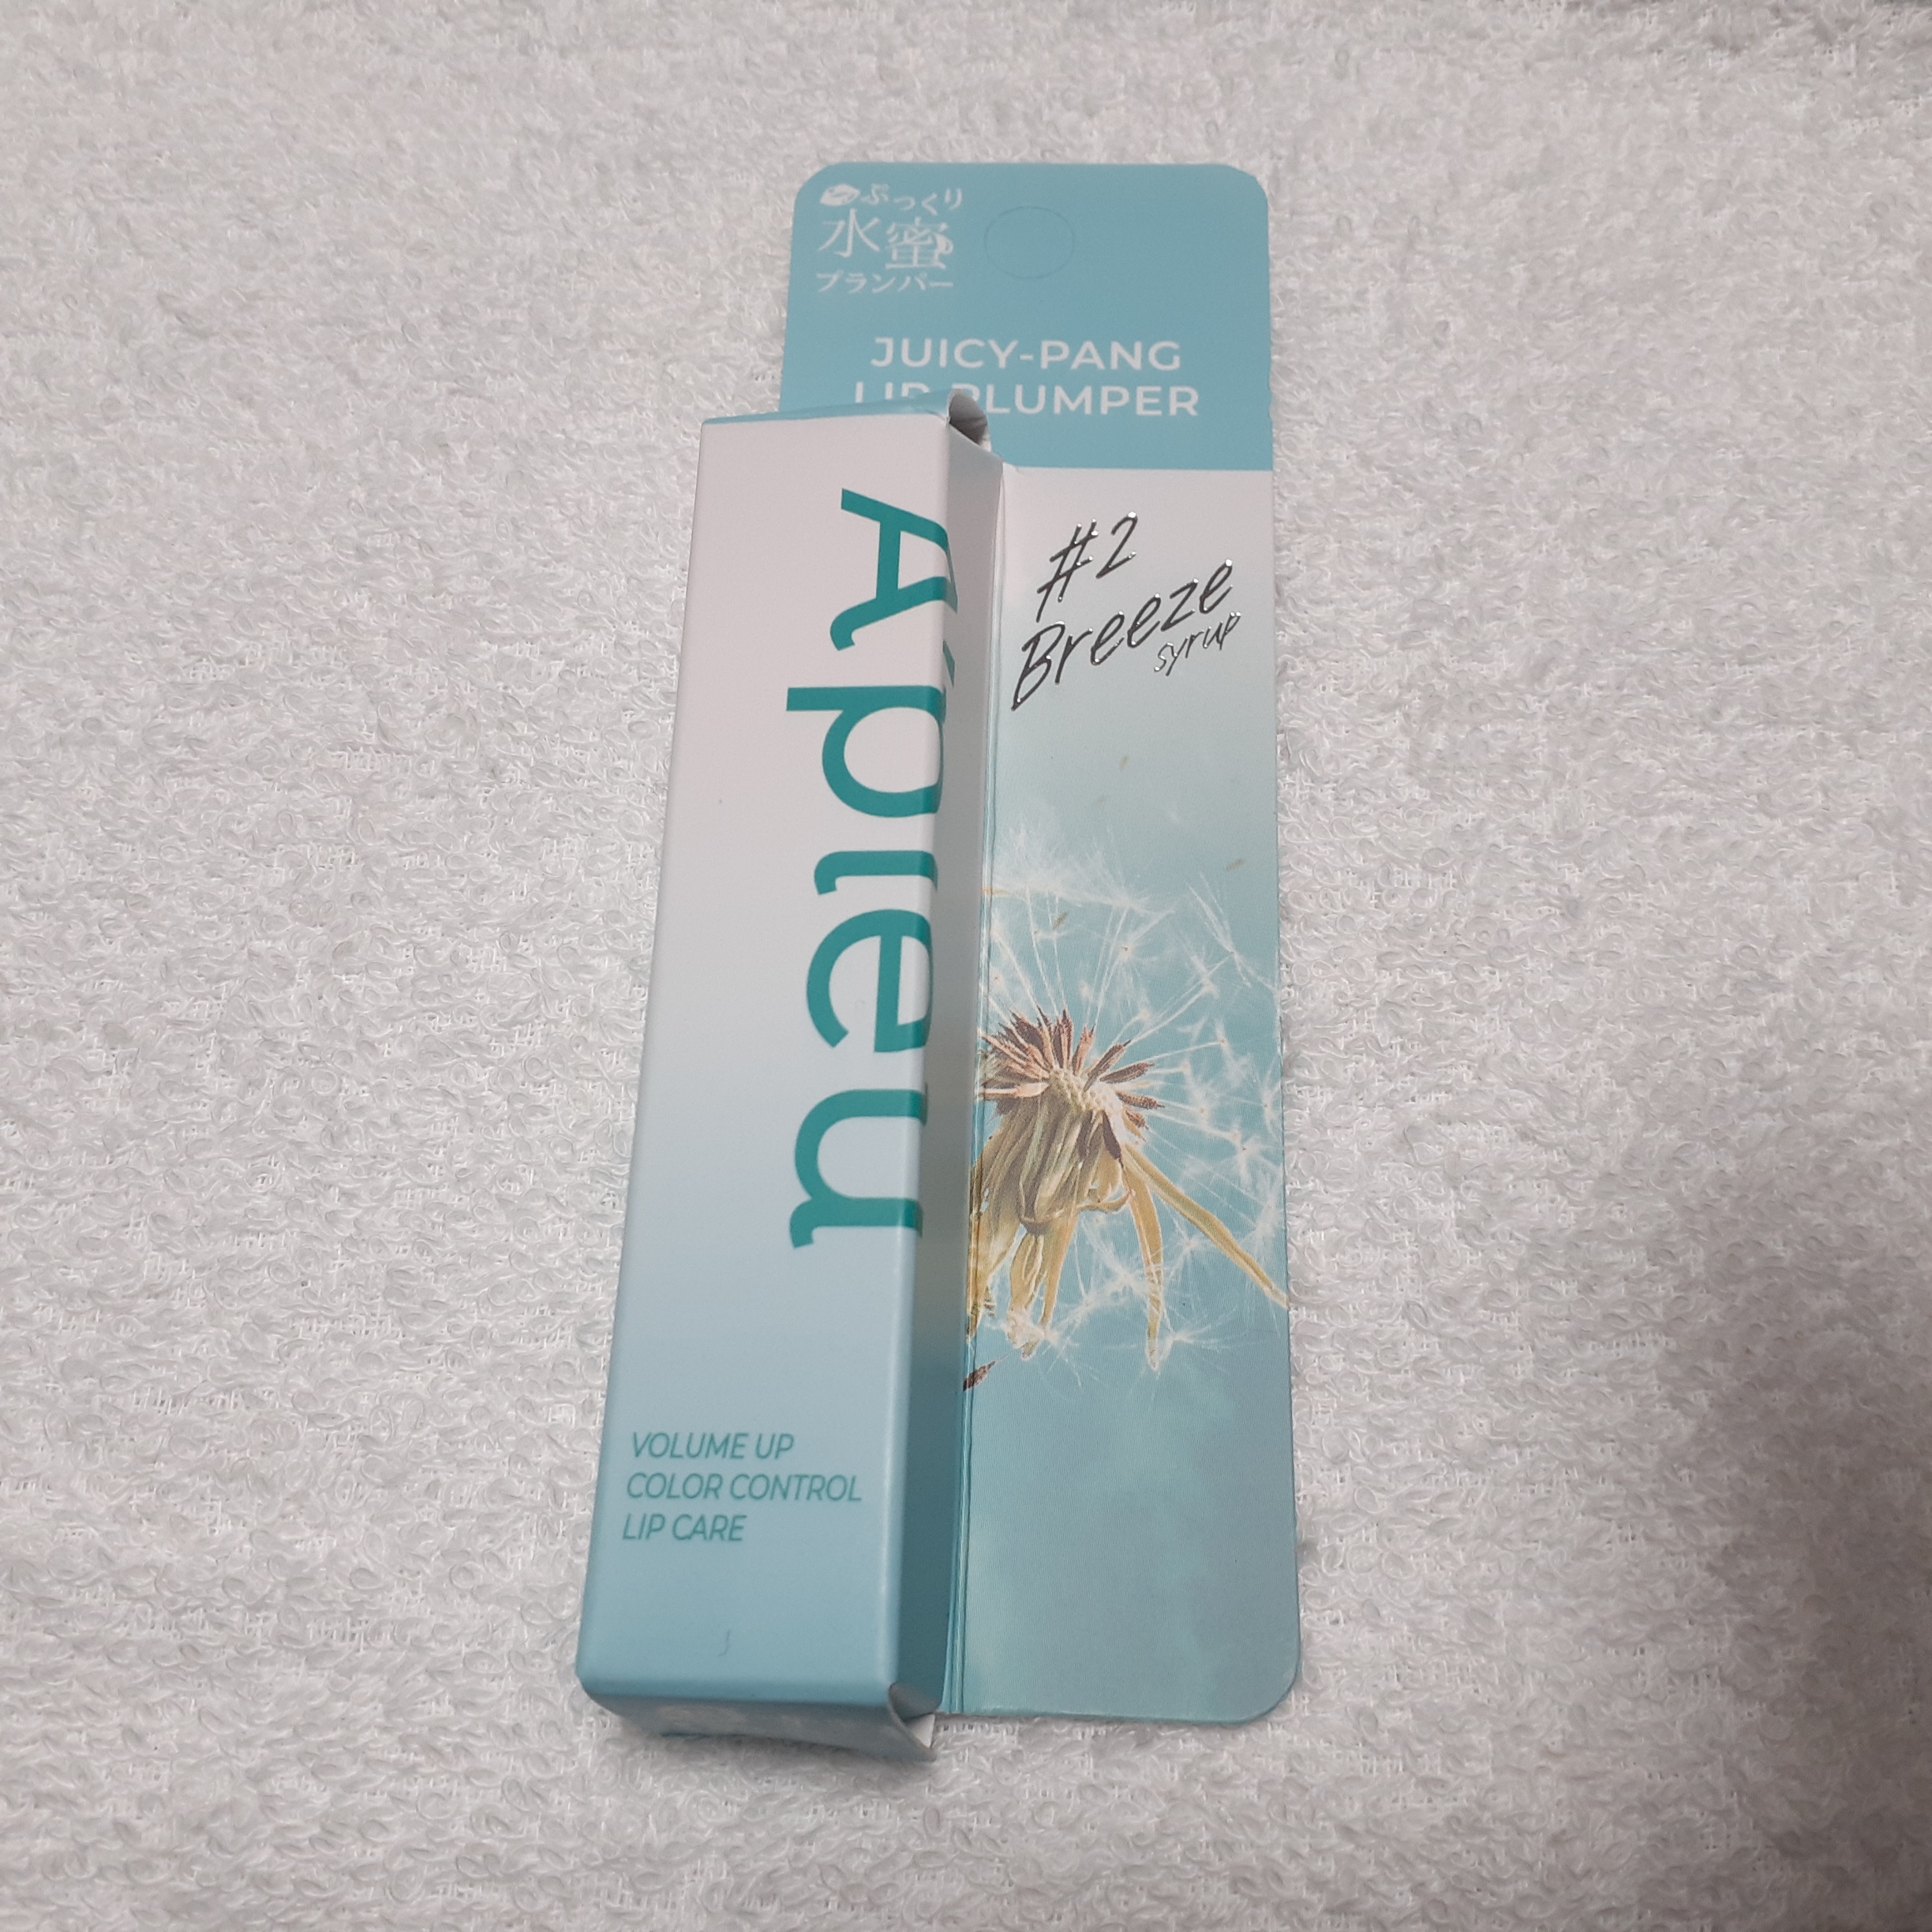 ぷっくり
水蜜
プランパー
JUICY-PANG
LIP PLUMPER
#2
Breeze
syrup
A'pieu
VOLUME UP
COLOR CONTROL
LIP CARE